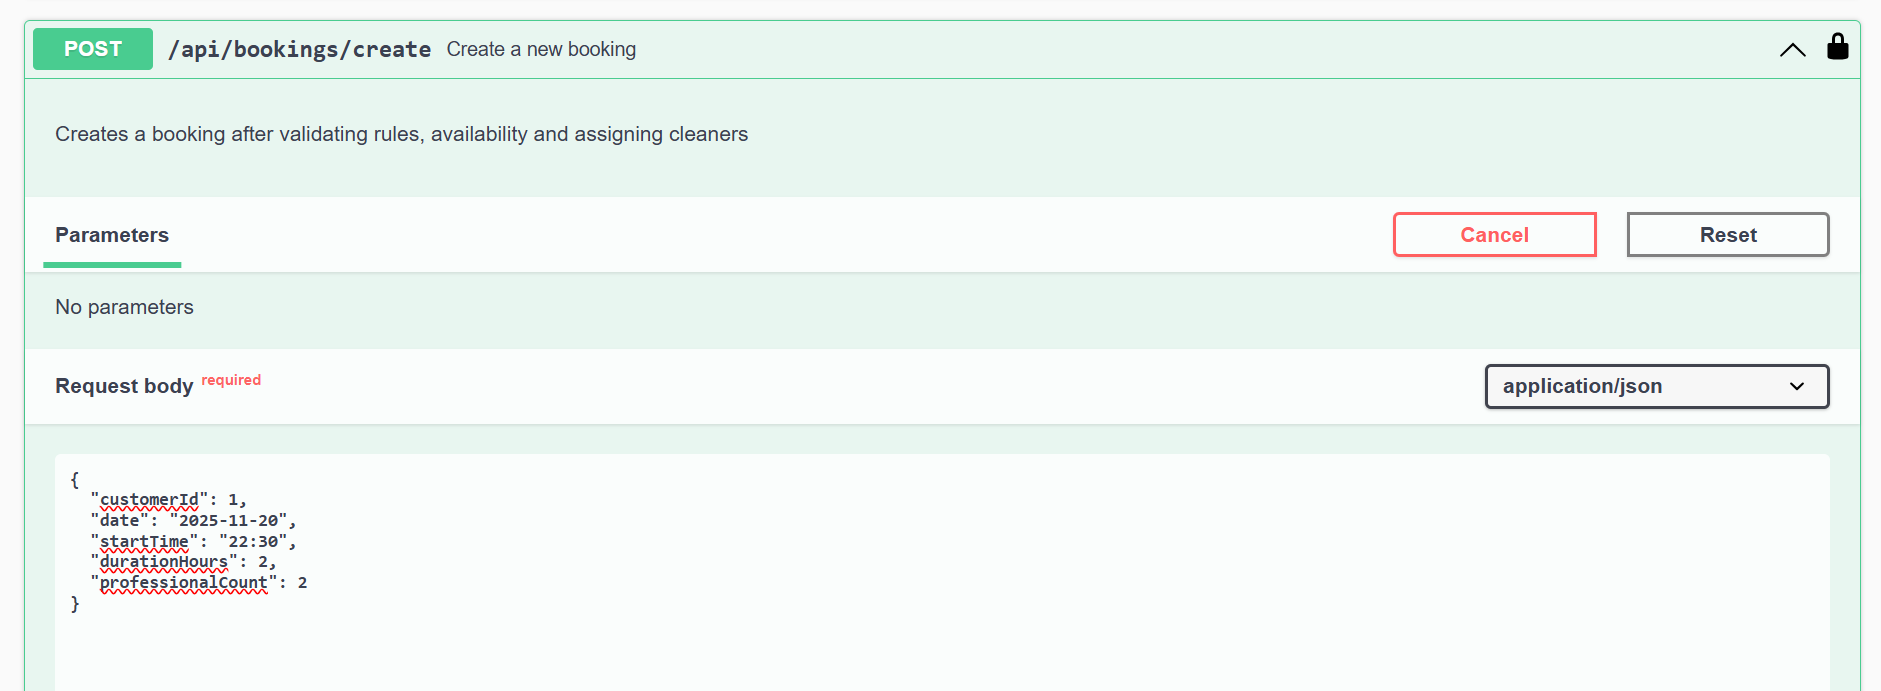 POST /api/bookings/create Create a new booking
Creates a booking after validating rules, availability and assigning cleaners
Parameters Cancel Reset
No parameters
Request body required application/json
{
  "customerId": 1,
  "date": "2025-11-20",
  "startTime": "22:30",
  "durationHours": 2,
  "professionalCount": 2
}